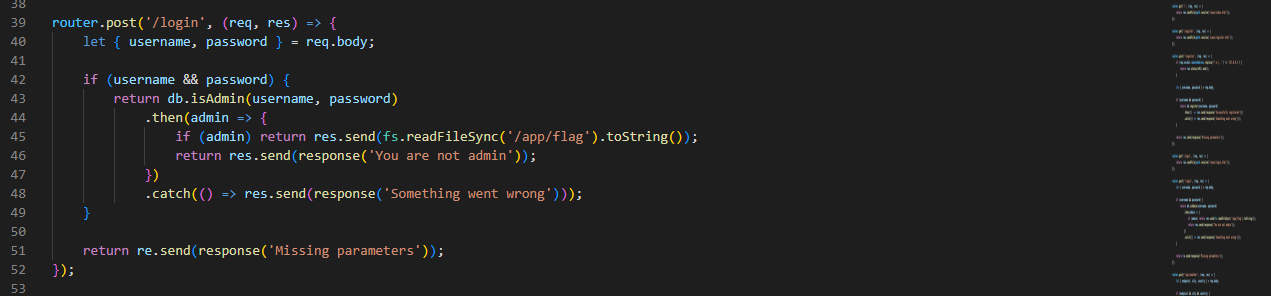 38
39 router.post('/login', (req, res) => {
40     let { username, password } = req.body;
41
42     if (username && password) {
43         return db.isAdmin(username, password)
44             .then(admin => {
45                 if (admin) return res.send(fs.readFileSync('/app/flag').toString());
46                 return res.send(response('You are not admin'));
47             })
48             .catch(() => res.send(response('Something went wrong')));
49     }
50
51     return re.send(response('Missing parameters'));
52 });
53